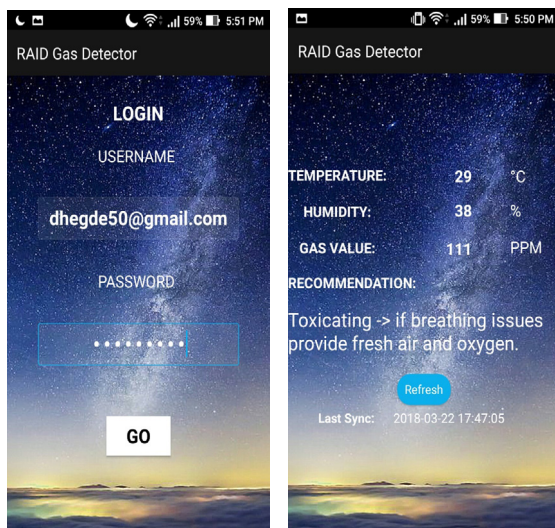 59% 5:51 PM
RAID Gas Detector
LOGIN
USERNAME
dhegde50@gmail.com
PASSWORD
GO
59% 5:50 PM
RAID Gas Detector
TEMPERATURE: 29 °C
HUMIDITY: 38 %
GAS VALUE: 111 PPM
RECOMMENDATION:
Toxicating -> if breathing issues
provide fresh air and oxygen.
Refresh
Last Sync: 2018-03-22 17:47:05